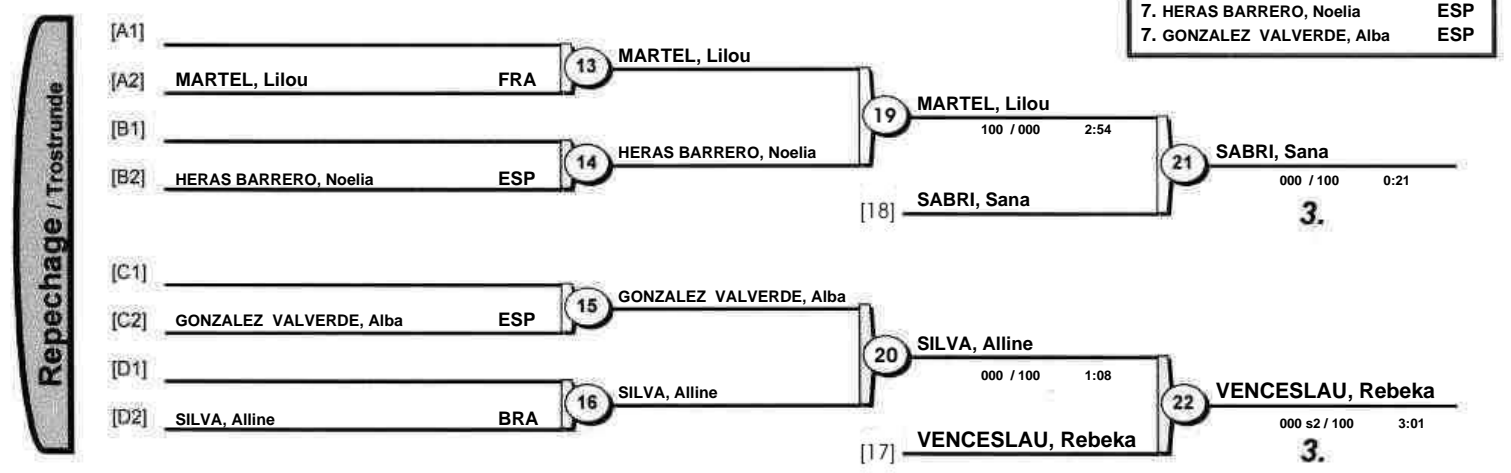 7. HERAS BARRERO, Noelia ESP
7. GONZALEZ VALVERDE, Alba ESP
Repechage / Trostrunde
[A1]
[A2] MARTEL, Lilou FRA
13 MARTEL, Lilou
[B1]
[B2] HERAS BARRERO, Noelia ESP
14 HERAS BARRERO, Noelia
19 MARTEL, Lilou
100 / 000 2:54
[18] SABRI, Sana
21 SABRI, Sana
000 / 100 0:21
3.
[C1]
[C2] GONZALEZ VALVERDE, Alba ESP
15 GONZALEZ VALVERDE, Alba
[D1]
[D2] SILVA, Alline BRA
16 SILVA, Alline
20 SILVA, Alline
000 / 100 1:08
[17] VENCESLAU, Rebeka
22 VENCESLAU, Rebeka
000 s2 / 100 3:01
3.